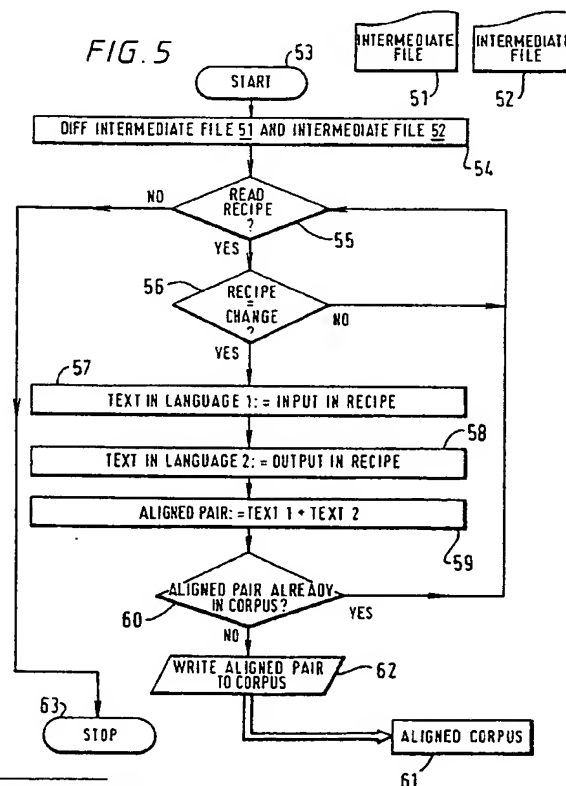 FIG. 5
53
START
INTERMEDIATE
FILE
51
INTERMEDIATE
FILE
52
DIFF INTERMEDIATE FILE 51 AND INTERMEDIATE FILE 52
54
NO
READ
RECIPE
?
55
YES
56
RECIPE
=
CHANGE
?
NO
YES
57
TEXT IN LANGUAGE 1: = INPUT IN RECIPE
58
TEXT IN LANGUAGE 2: = OUTPUT IN RECIPE
ALIGNED PAIR: = TEXT 1 + TEXT 2
59
ALIGNED PAIR ALREADY
IN CORPUS?
60
YES
NO
WRITE ALIGNED PAIR
TO CORPUS
62
63
STOP
ALIGNED CORPUS
61